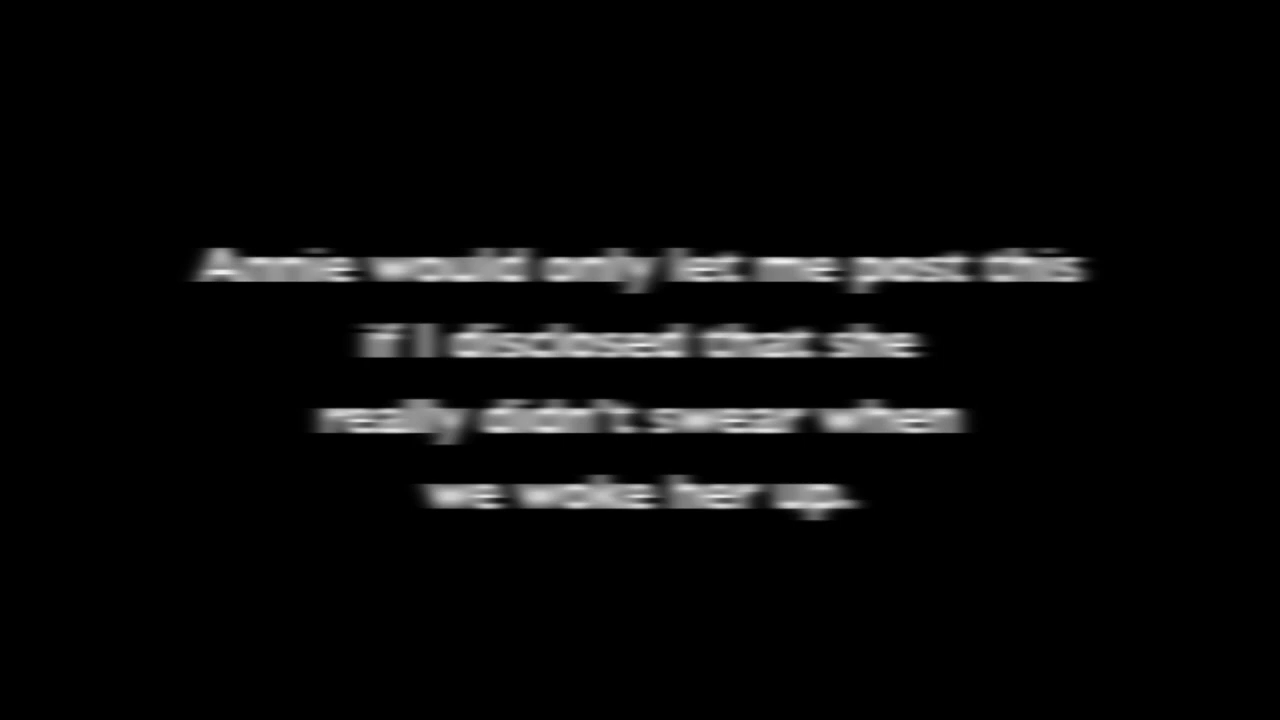 Annie would only let me post this
if I disclosed that she
really didn't swear when
we woke her up.